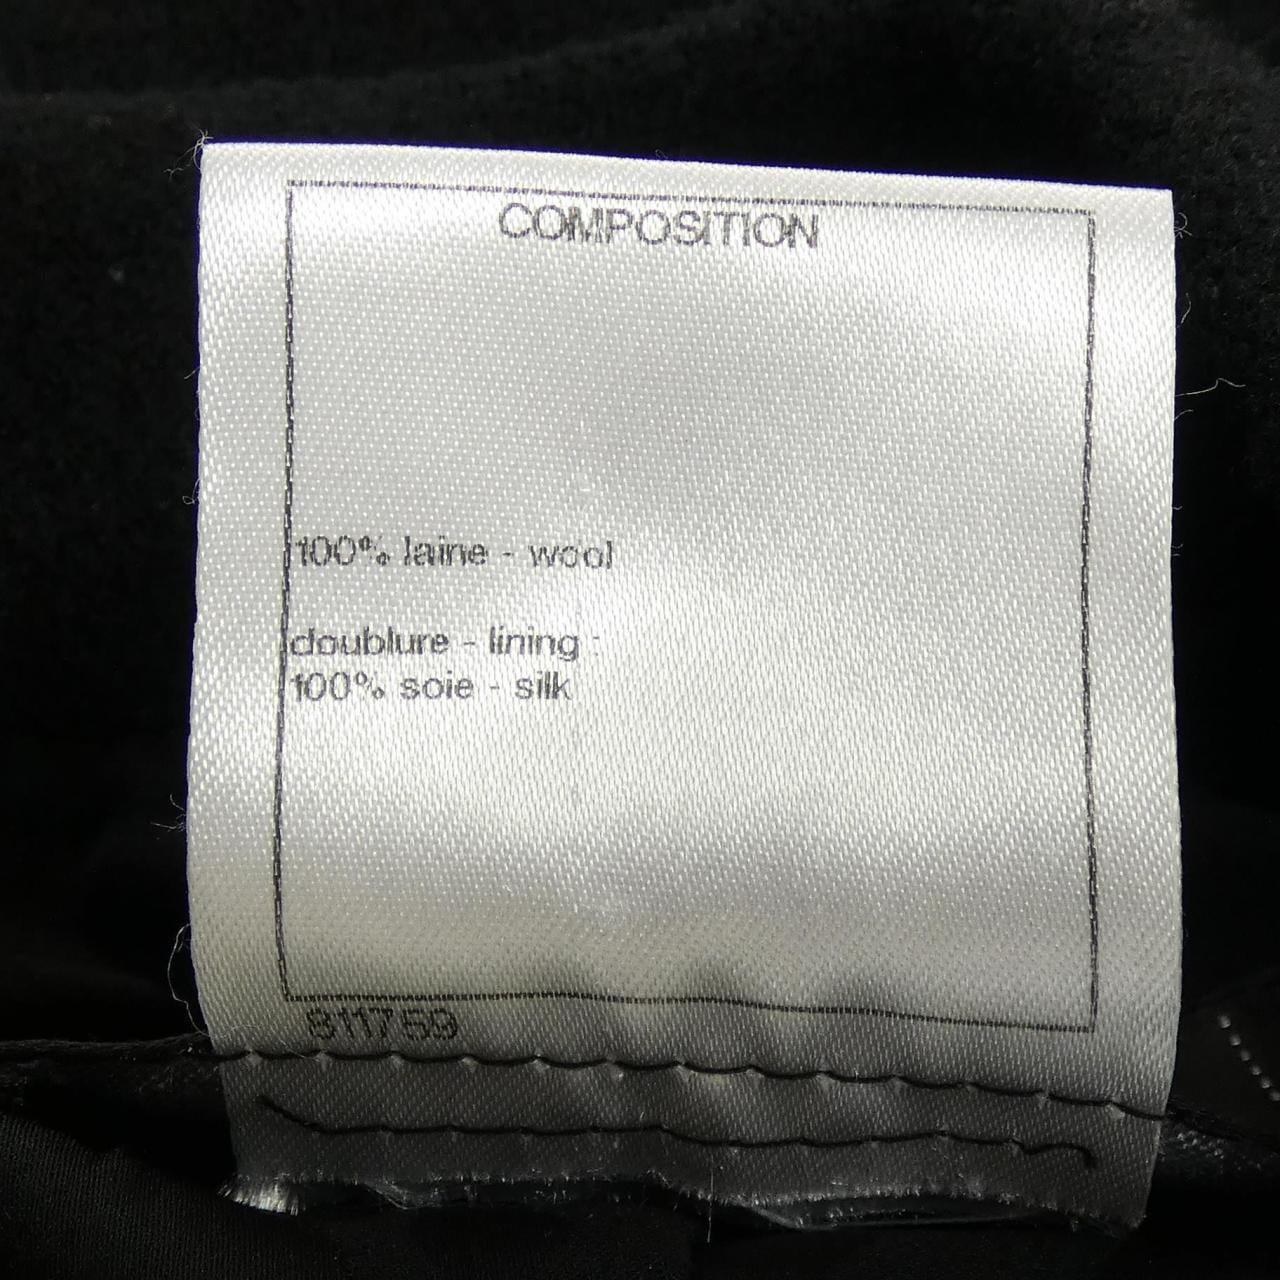 COMPOSITION
100% laine - wool
doublure - lining :
100% soie - silk
811759